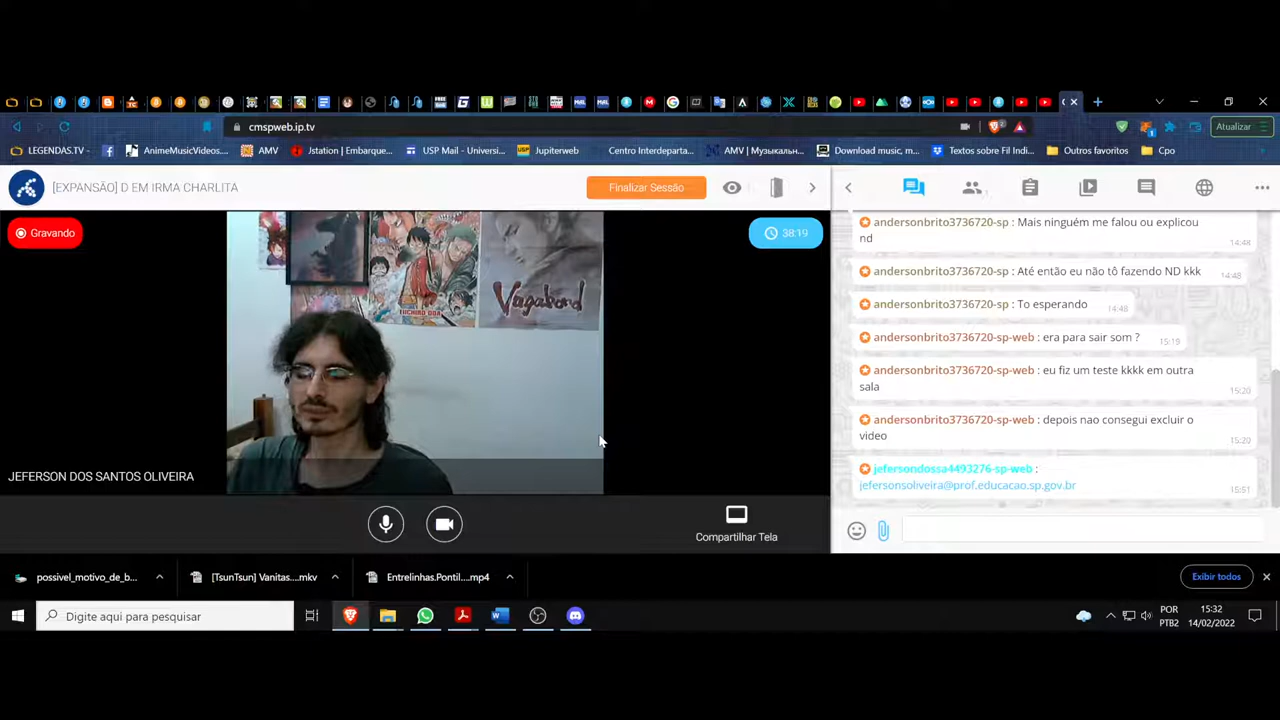 cmspweb.ip.tv
2
Atualizar
LEGENDAS.TV -
AnimeMusicVideos...
AMV
Jstation | Embarque...
USP Mail - Universi...
Jupiterweb
Centro Interdeparta...
AMV | Музыкальн...
Download music, m...
Textos sobre Fil Indi...
Outros favoritos
Cpo
[EXPANSÃO] D EM IRMA CHARLITA
Finalizar Sessão
1
Gravando
38:19
Vagabond
JEFERSON DOS SANTOS OLIVEIRA
Compartilhar Tela
andersonbrito3736720-sp : Mais ninguém me falou ou explicou
nd
14:48
andersonbrito3736720-sp : Até então eu não tô fazendo ND kkk
14:48
andersonbrito3736720-sp : To esperando
14:48
andersonbrito3736720-sp-web : era para sair som ?
15:19
andersonbrito3736720-sp-web : eu fiz um teste kkkk em outra
sala
15:20
andersonbrito3736720-sp-web : depois nao consegui excluir o
video
15:20
jefersondossa4493276-sp-web :
jefersonsoliveira@prof.educacao.sp.gov.br
15:51
possivel_motivo_de_b...
[TsunTsun] Vanitas....mkv
Entrelinhas.Pontil....mp4
Exibir todos
Digite aqui para pesquisar
POR
PTB2
15:32
14/02/2022